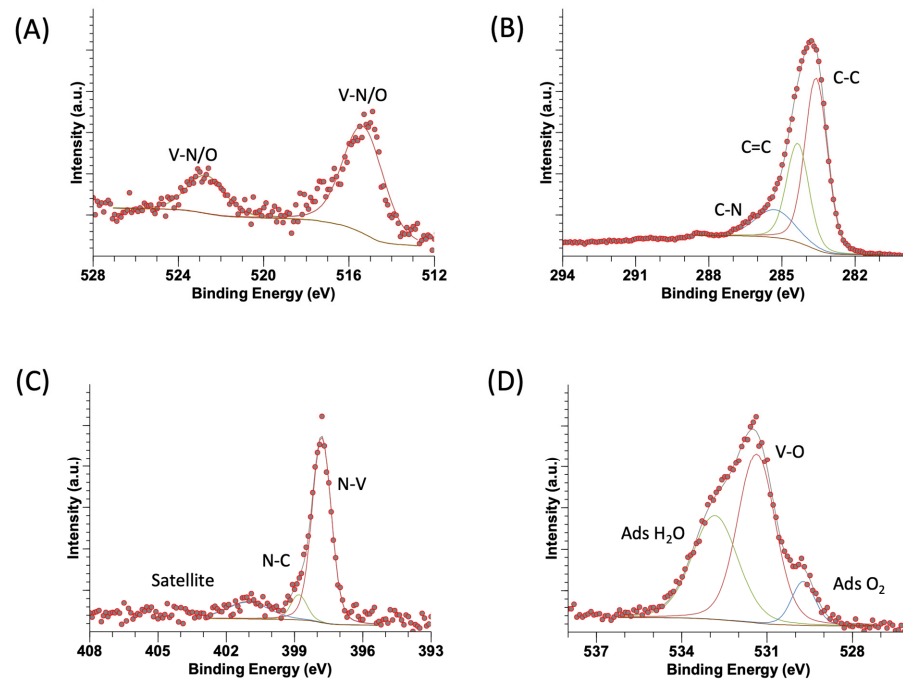 (A)
Intensity (a.u.)
V-N/O
V-N/O
528 524 520 516 512
Binding Energy (eV)
(B)
Intensity (a.u.)
C-C
C=C
C-N
294 291 288 285 282
Binding Energy (eV)
(C)
Intensity (a.u.)
N-V
N-C
Satellite
408 405 402 399 396 393
Binding Energy (eV)
(D)
Intensity (a.u.)
V-O
Ads H₂O
Ads O₂
537 534 531 528
Binding Energy (eV)